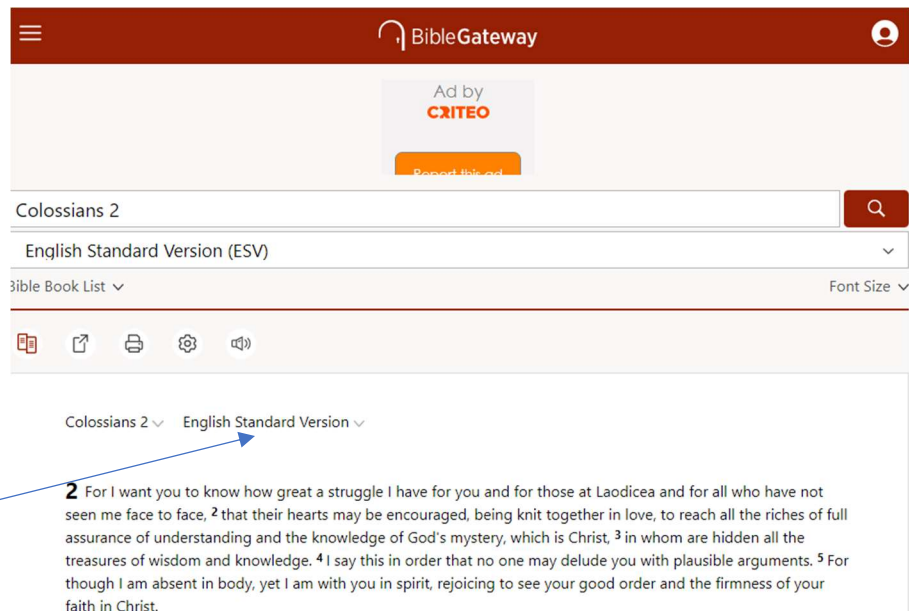 BibleGateway
Ad by
CRITEO
Report this ad
Colossians 2
English Standard Version (ESV)
Bible Book List
Font Size
Colossians 2 English Standard Version
2 For I want you to know how great a struggle I have for you and for those at Laodicea and for all who have not
seen me face to face, 2 that their hearts may be encouraged, being knit together in love, to reach all the riches of full
assurance of understanding and the knowledge of God's mystery, which is Christ, 3 in whom are hidden all the
treasures of wisdom and knowledge. 4 I say this in order that no one may delude you with plausible arguments. 5 For
though I am absent in body, yet I am with you in spirit, rejoicing to see your good order and the firmness of your
faith in Christ.